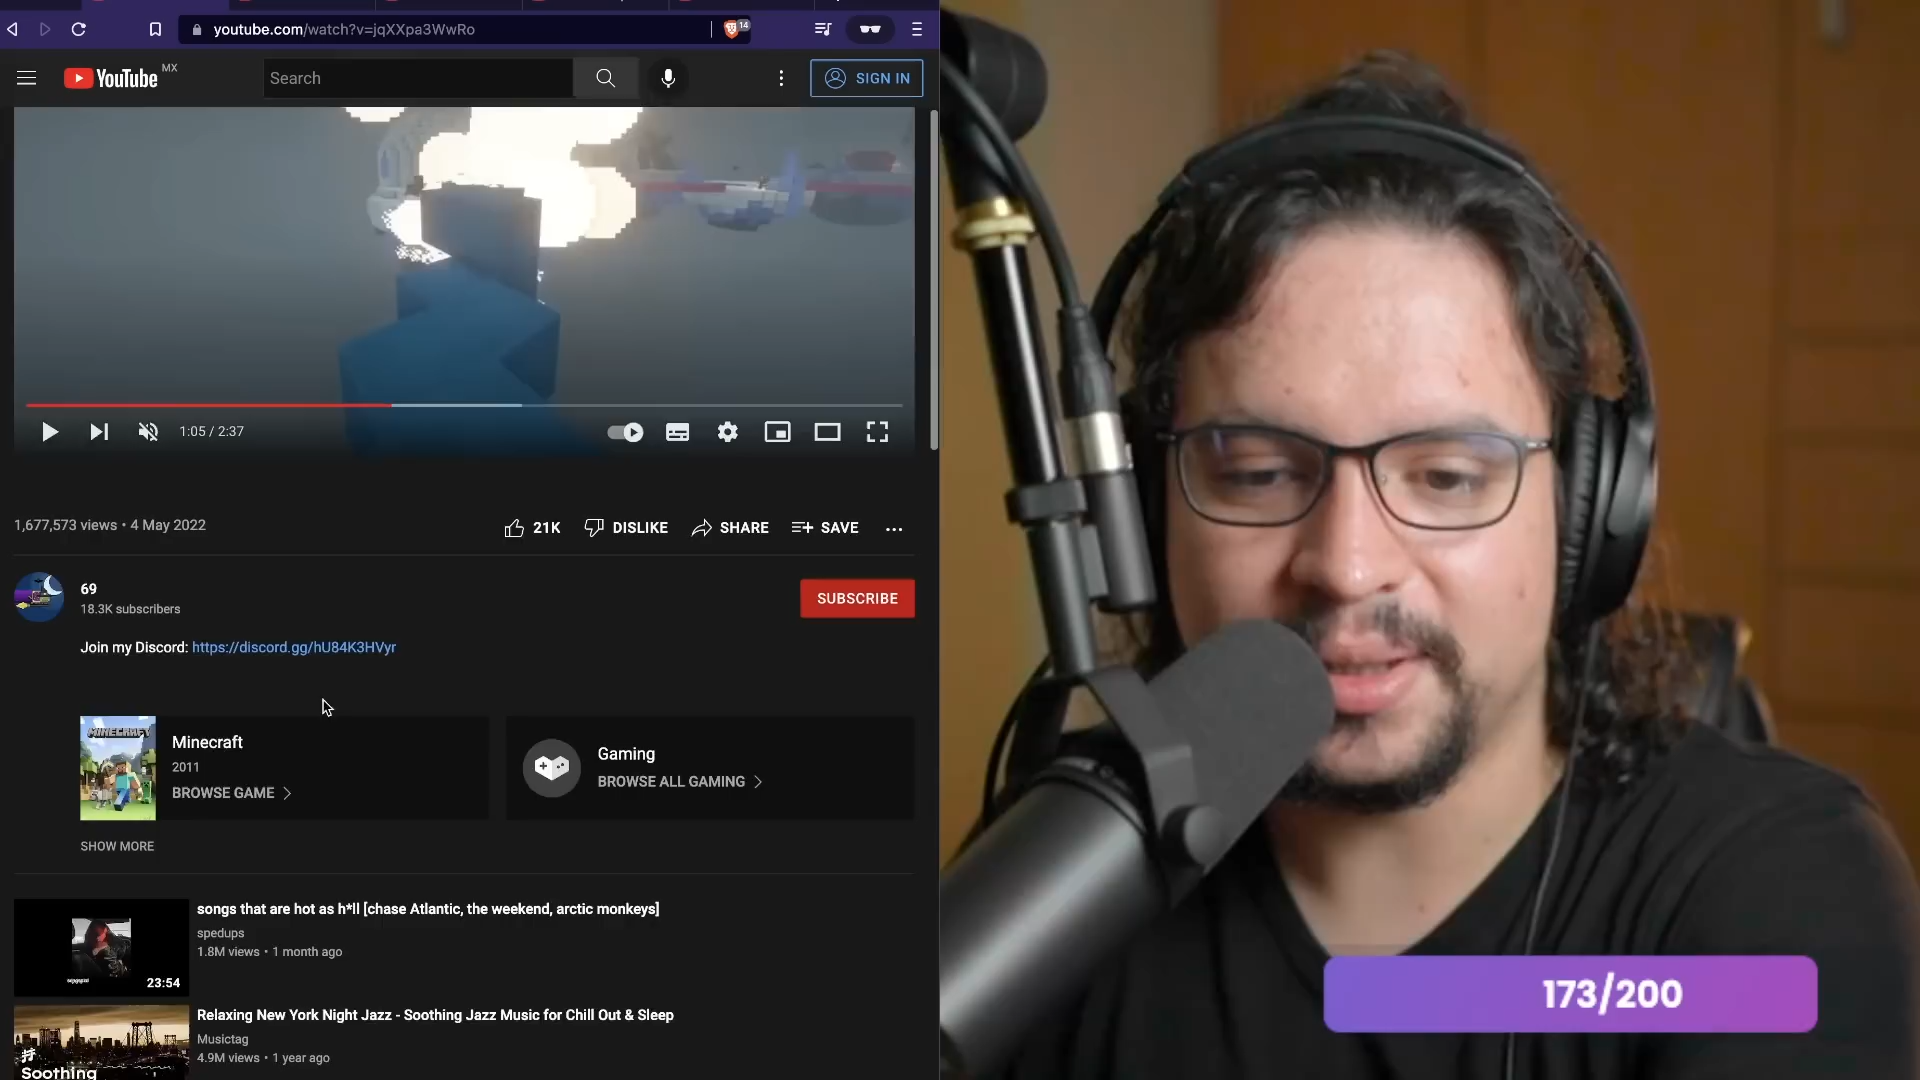 youtube.com/watch?v=jqXXpa3WwRo
14
YouTube MX
Search
SIGN IN
1:05 / 2:37
1,677,573 views • 4 May 2022
21K
DISLIKE
SHARE
SAVE
69
18.3K subscribers
SUBSCRIBE
Join my Discord: https://discord.gg/hU84K3HVyr
MINECRAFT
Minecraft
2011
BROWSE GAME
Gaming
BROWSE ALL GAMING
SHOW MORE
songs that are hot as h*ll [chase Atlantic, the weekend, arctic monkeys]
spedups
1.8M views • 1 month ago
23:54
Relaxing New York Night Jazz - Soothing Jazz Music for Chill Out & Sleep
Musictag
4.9M views • 1 year ago
Soothing
173/200